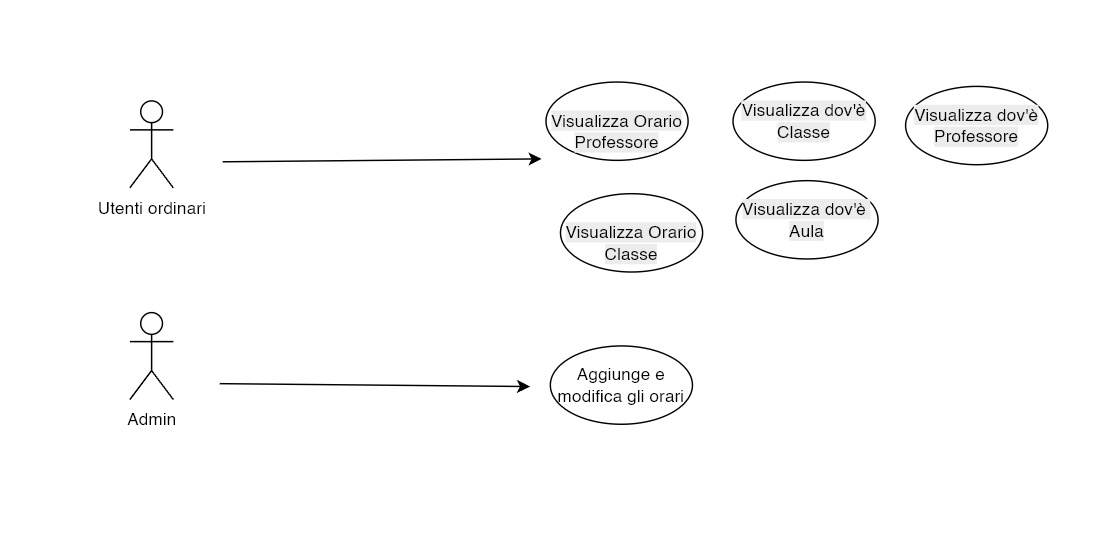 Utenti ordinari
Visualizza Orario
Professore
Visualizza dov'è
Classe
Visualizza dov'è
Professore
Visualizza Orario
Classe
Visualizza dov'è
Aula
Admin
Aggiunge e
modifica gli orari